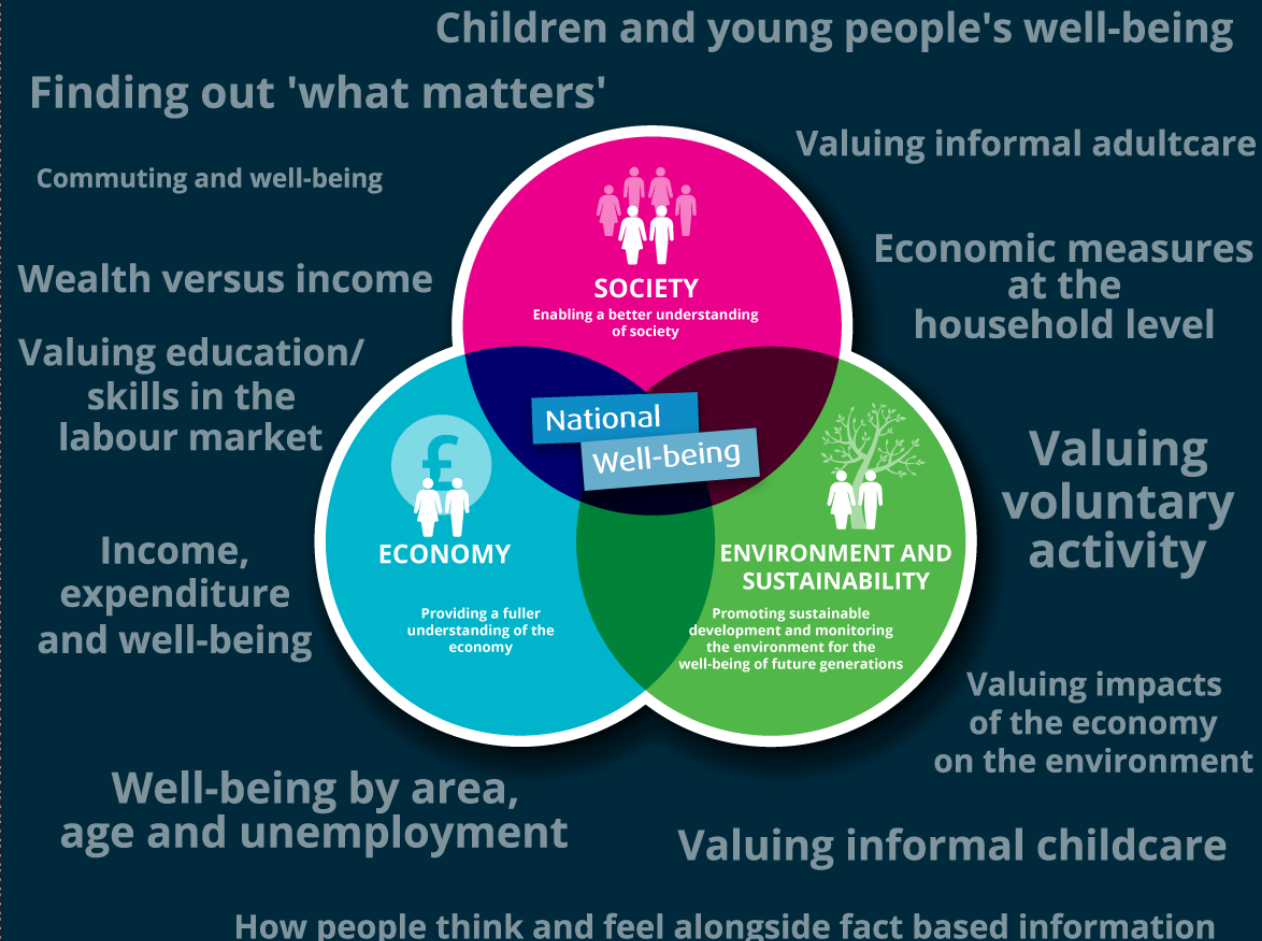 Children and young people's well-being
Finding out 'what matters'
Valuing informal adultcare
Commuting and well-being
Economic measures
at the
household level
Wealth versus income
Valuing education/
skills in the
labour market
SOCIETY
Enabling a better understanding
of society
National
Well-being
£
ECONOMY
Providing a fuller
understanding of the
economy
ENVIRONMENT AND
SUSTAINABILITY
Promoting sustainable
development and monitoring
the environment for the
well-being of future generations
Valuing
voluntary
activity
Income,
expenditure
and well-being
Valuing impacts
of the economy
on the environment
Well-being by area,
age and unemployment
Valuing informal childcare
How people think and feel alongside fact based information